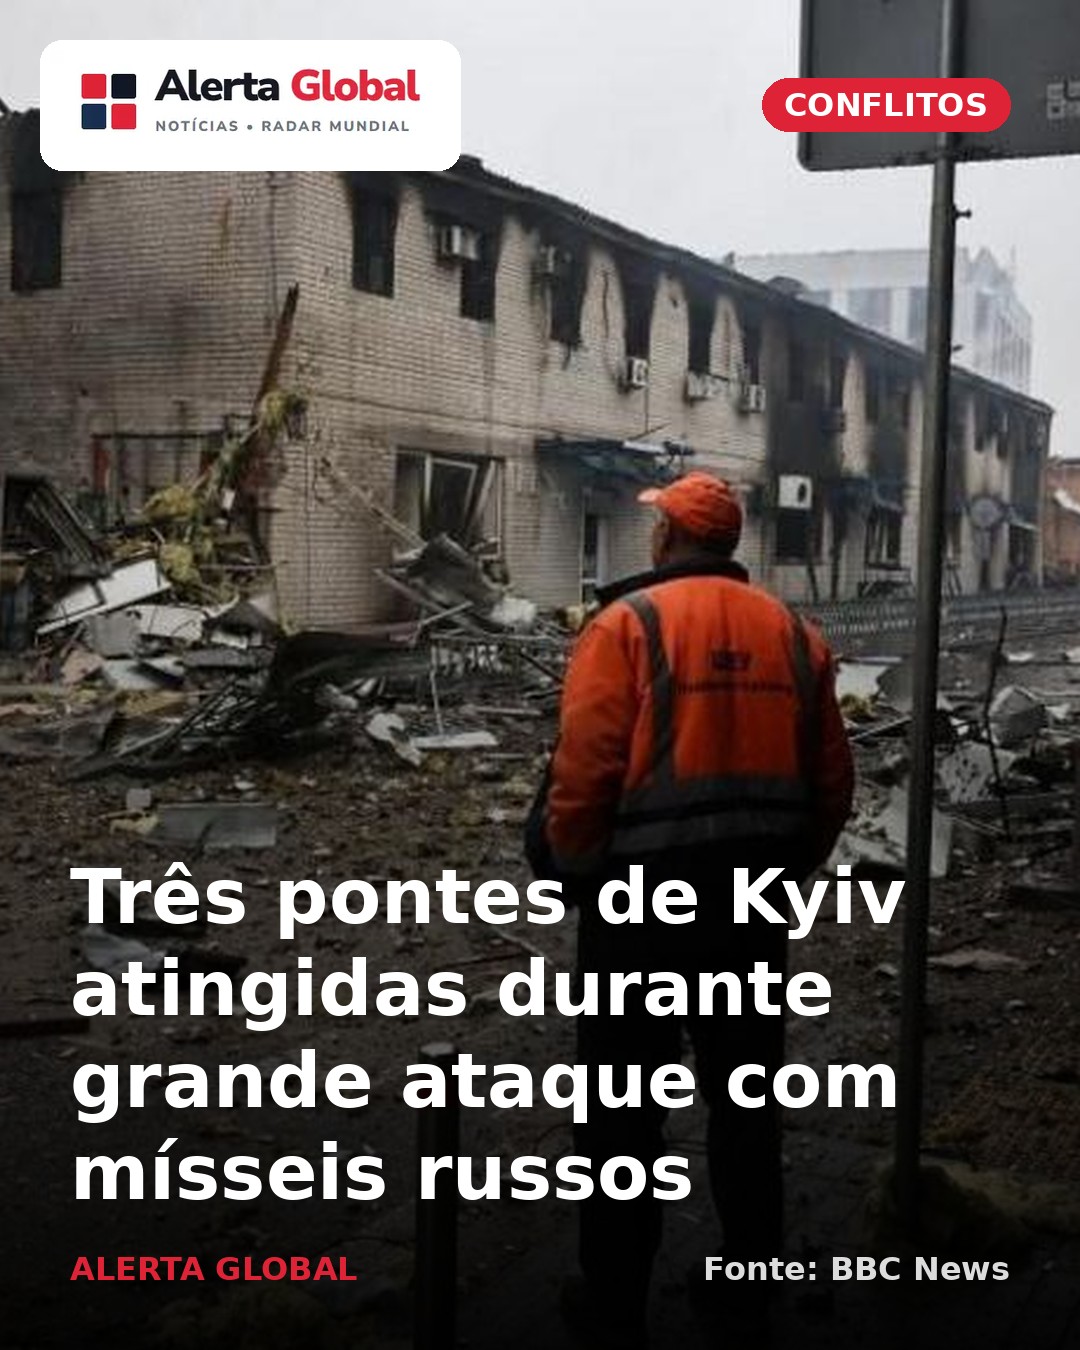 Alerta Global
NOTÍCIAS • RADAR MUNDIAL
CONFLITOS
Três pontes de Kyiv
atingidas durante
grande ataque com
mísseis russos
ALERTA GLOBAL
Fonte: BBC News